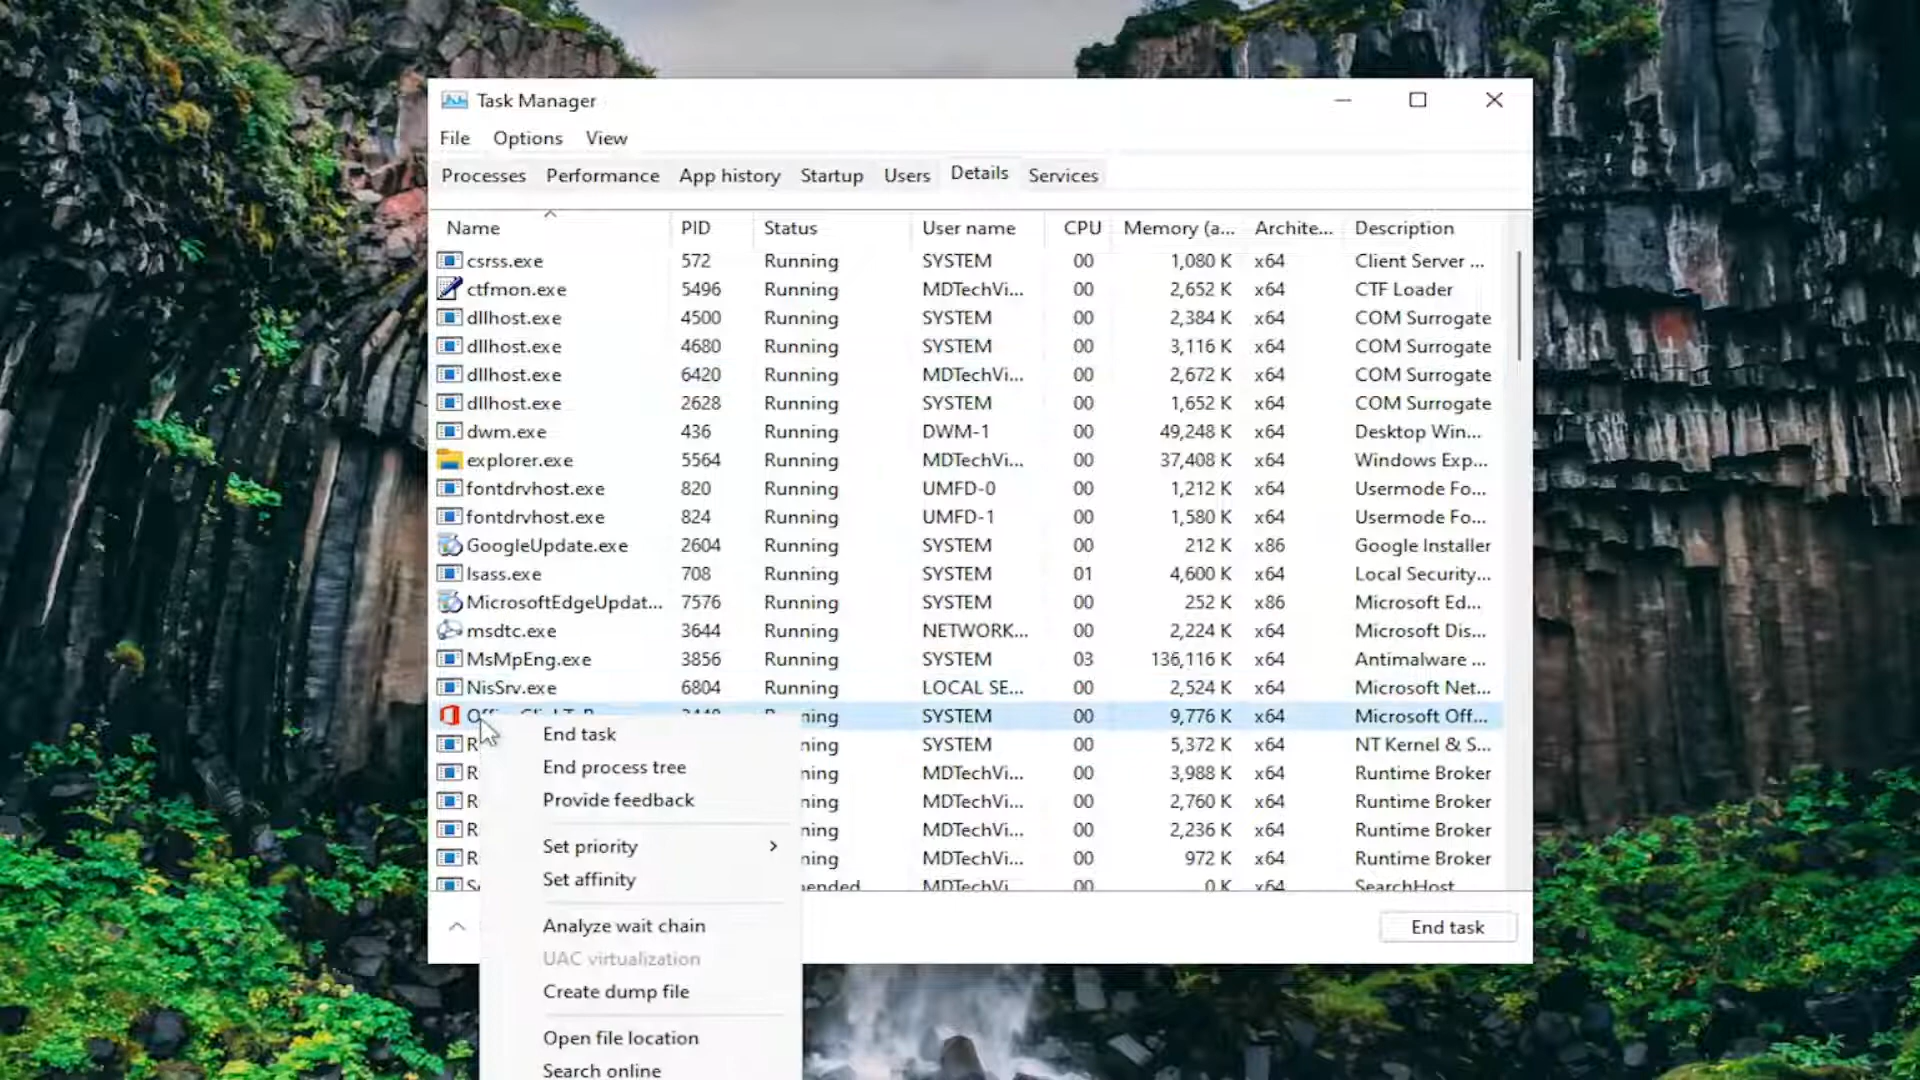 Task Manager
File Options View
Processes Performance App history Startup Users Details Services
Name PID Status User name CPU Memory (a... Archite... Description
csrss.exe 572 Running SYSTEM 00 1,080 K x64 Client Server ...
ctfmon.exe 5496 Running MDTechVi... 00 2,652 K x64 CTF Loader
dllhost.exe 4500 Running SYSTEM 00 2,384 K x64 COM Surrogate
dllhost.exe 4680 Running SYSTEM 00 3,116 K x64 COM Surrogate
dllhost.exe 6420 Running MDTechVi... 00 2,672 K x64 COM Surrogate
dllhost.exe 2628 Running SYSTEM 00 1,652 K x64 COM Surrogate
dwm.exe 436 Running DWM-1 00 49,248 K x64 Desktop Win...
explorer.exe 5564 Running MDTechVi... 00 37,408 K x64 Windows Exp...
fontdrvhost.exe 820 Running UMFD-0 00 1,212 K x64 Usermode Fo...
fontdrvhost.exe 824 Running UMFD-1 00 1,580 K x64 Usermode Fo...
GoogleUpdate.exe 2604 Running SYSTEM 00 212 K x86 Google Installer
lsass.exe 708 Running SYSTEM 01 4,600 K x64 Local Security...
MicrosoftEdgeUpdat... 7576 Running SYSTEM 00 252 K x86 Microsoft Ed...
msdtc.exe 3644 Running NETWORK... 00 2,224 K x64 Microsoft Dis...
MsMpEng.exe 3856 Running SYSTEM 03 136,116 K x64 Antimalware ...
NisSrv.exe 6804 Running LOCAL SE... 00 2,524 K x64 Microsoft Net...
ning SYSTEM 00 9,776 K x64 Microsoft Off...
R ning SYSTEM 00 5,372 K x64 NT Kernel & S...
R ning MDTechVi... 00 3,988 K x64 Runtime Broker
R ning MDTechVi... 00 2,760 K x64 Runtime Broker
R ning MDTechVi... 00 2,236 K x64 Runtime Broker
R ning MDTechVi... 00 972 K x64 Runtime Broker
Se ended MDTechVi... 00 0 K x64 SearchHost
End task
End process tree
Provide feedback
Set priority
Set affinity
Analyze wait chain
UAC virtualization
Create dump file
Open file location
Search online
End task